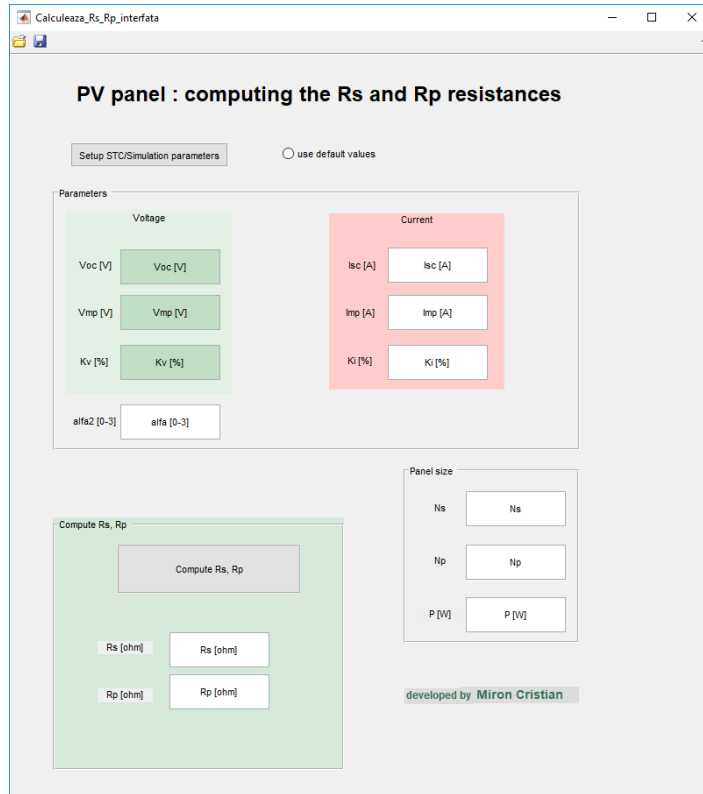 Calculeaza_Rs_Rp_interfata
PV panel : computing the Rs and Rp resistances
Setup STC/Simulation parameters
use default values
Parameters
Voltage
Voc [V]
Voc [V]
Vmp [V]
Vmp [V]
Kv [%]
Kv [%]
alfa2 [0-3]
alfa [0-3]
Current
Isc [A]
Isc [A]
Imp [A]
Imp [A]
Ki [%]
Ki [%]
Panel size
Ns
Ns
Np
Np
P [W]
P [W]
Compute Rs, Rp
Compute Rs, Rp
Rs [ohm]
Rs [ohm]
Rp [ohm]
Rp [ohm]
developed by Miron Cristian